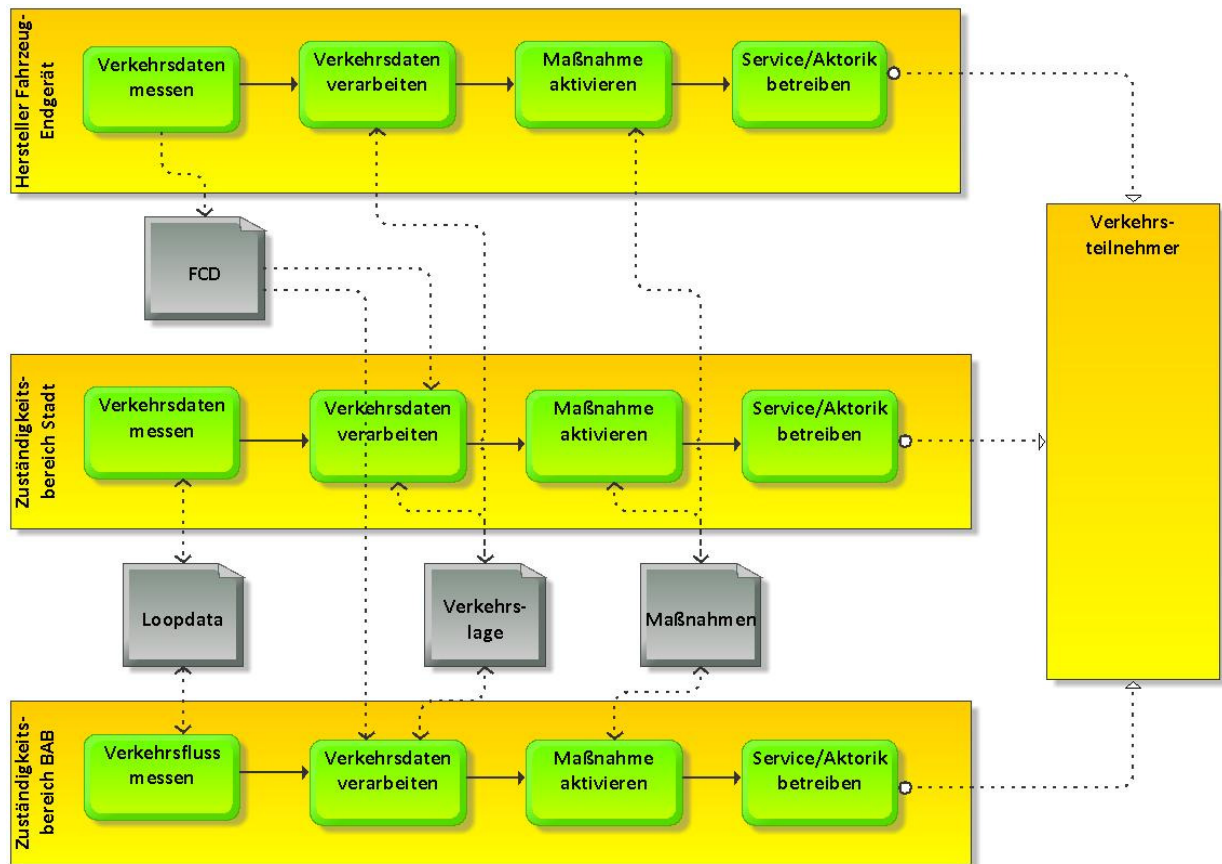 Hersteller Fahrzeug-
Endgerät
Verkehrsdaten
messen
Verkehrsdaten
verarbeiten
Maßnahme
aktivieren
Service/Aktorik
betreiben
FCD
Verkehrs-
teilnehmer
Zuständigkeits-
bereich Stadt
Verkehrsdaten
messen
Verkehrsdaten
verarbeiten
Maßnahme
aktivieren
Service/Aktorik
betreiben
Loopdata
Verkehrs-
lage
Maßnahmen
Zuständigkeits-
bereich BAB
Verkehrsfluss
messen
Verkehrsdaten
verarbeiten
Maßnahme
aktivieren
Service/Aktorik
betreiben